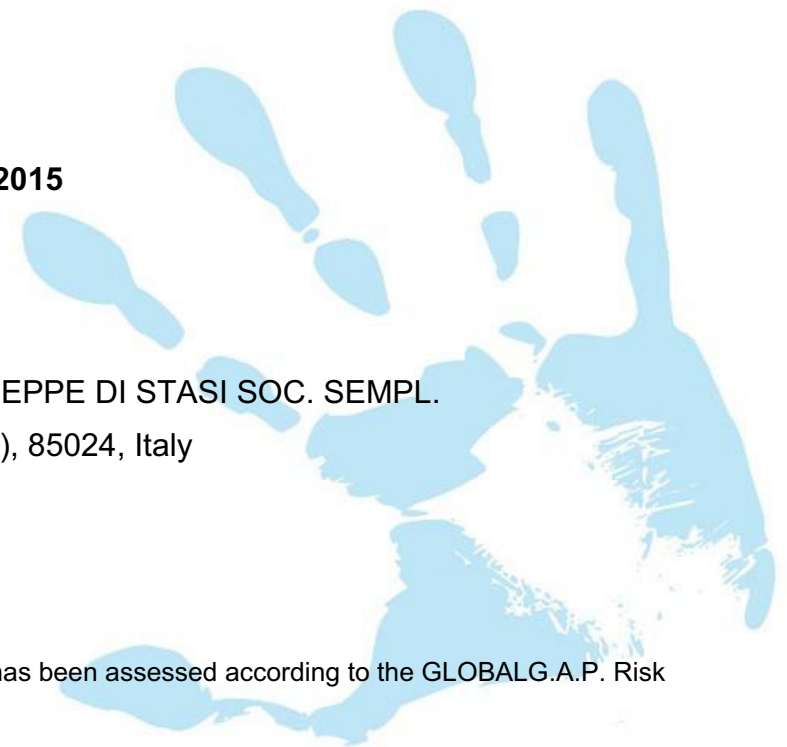 2015
EPPE DI STASI SOC. SEMPL.
), 85024, Italy
has been assessed according to the GLOBALG.A.P. Risk